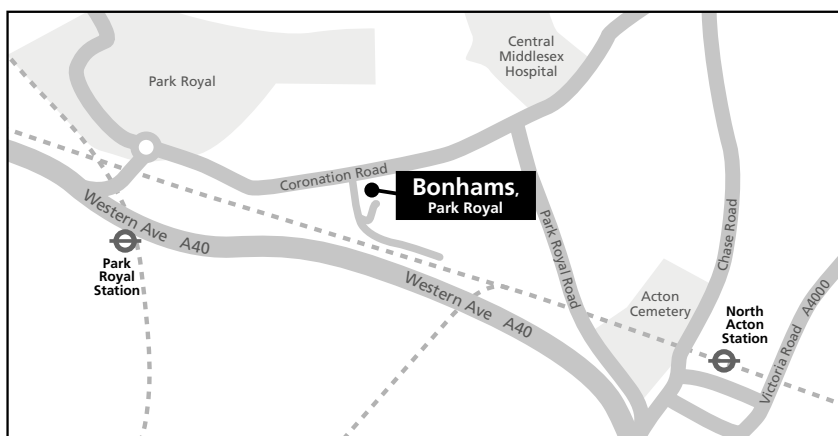 Central
Middlesex
Hospital
Park Royal
Coronation Road
Bonhams,
Park Royal
Western Ave A40
Park
Royal
Station
Western Ave A40
Park Royal Road
Acton
Cemetery
Chase Road
North
Acton
Station
Victoria Road A4000